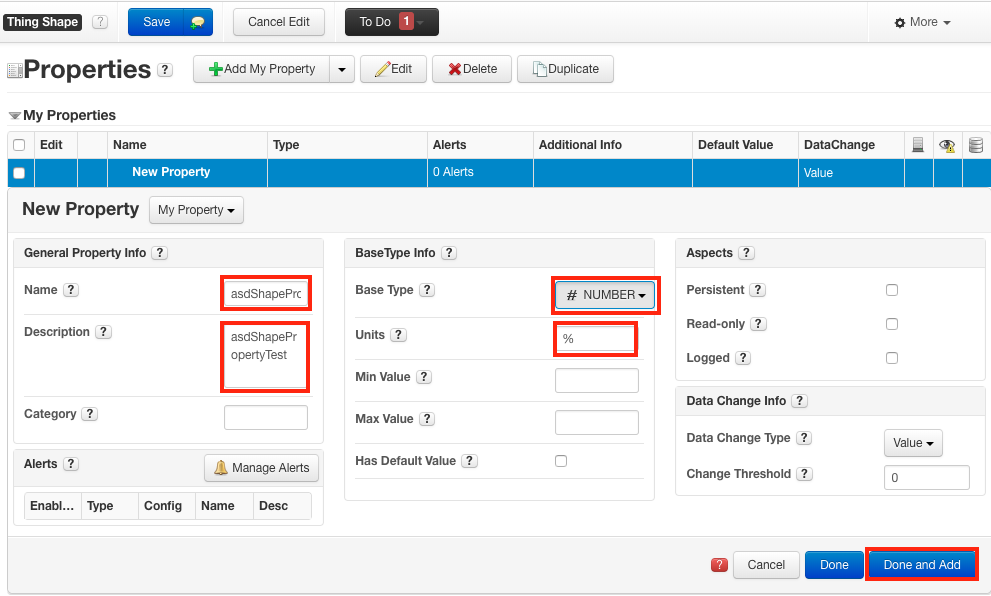 Thing Shape ? Save Cancel Edit To Do 1 More
Properties ? Add My Property Edit Delete Duplicate
My Properties
Edit Name Type Alerts Additional Info Default Value DataChange
New Property 0 Alerts Value
New Property My Property
General Property Info ?
Name ? asdShapePro
Description ? asdShapePr
opertyTest
Category ?
Alerts ? Manage Alerts
Enabl... Type Config Name Desc
BaseType Info ?
Base Type ? # NUMBER
Units ? %
Min Value ?
Max Value ?
Has Default Value ?
Aspects ?
Persistent ?
Read-only ?
Logged ?
Data Change Info ?
Data Change Type ? Value
Change Threshold ? 0
? Cancel Done Done and Add